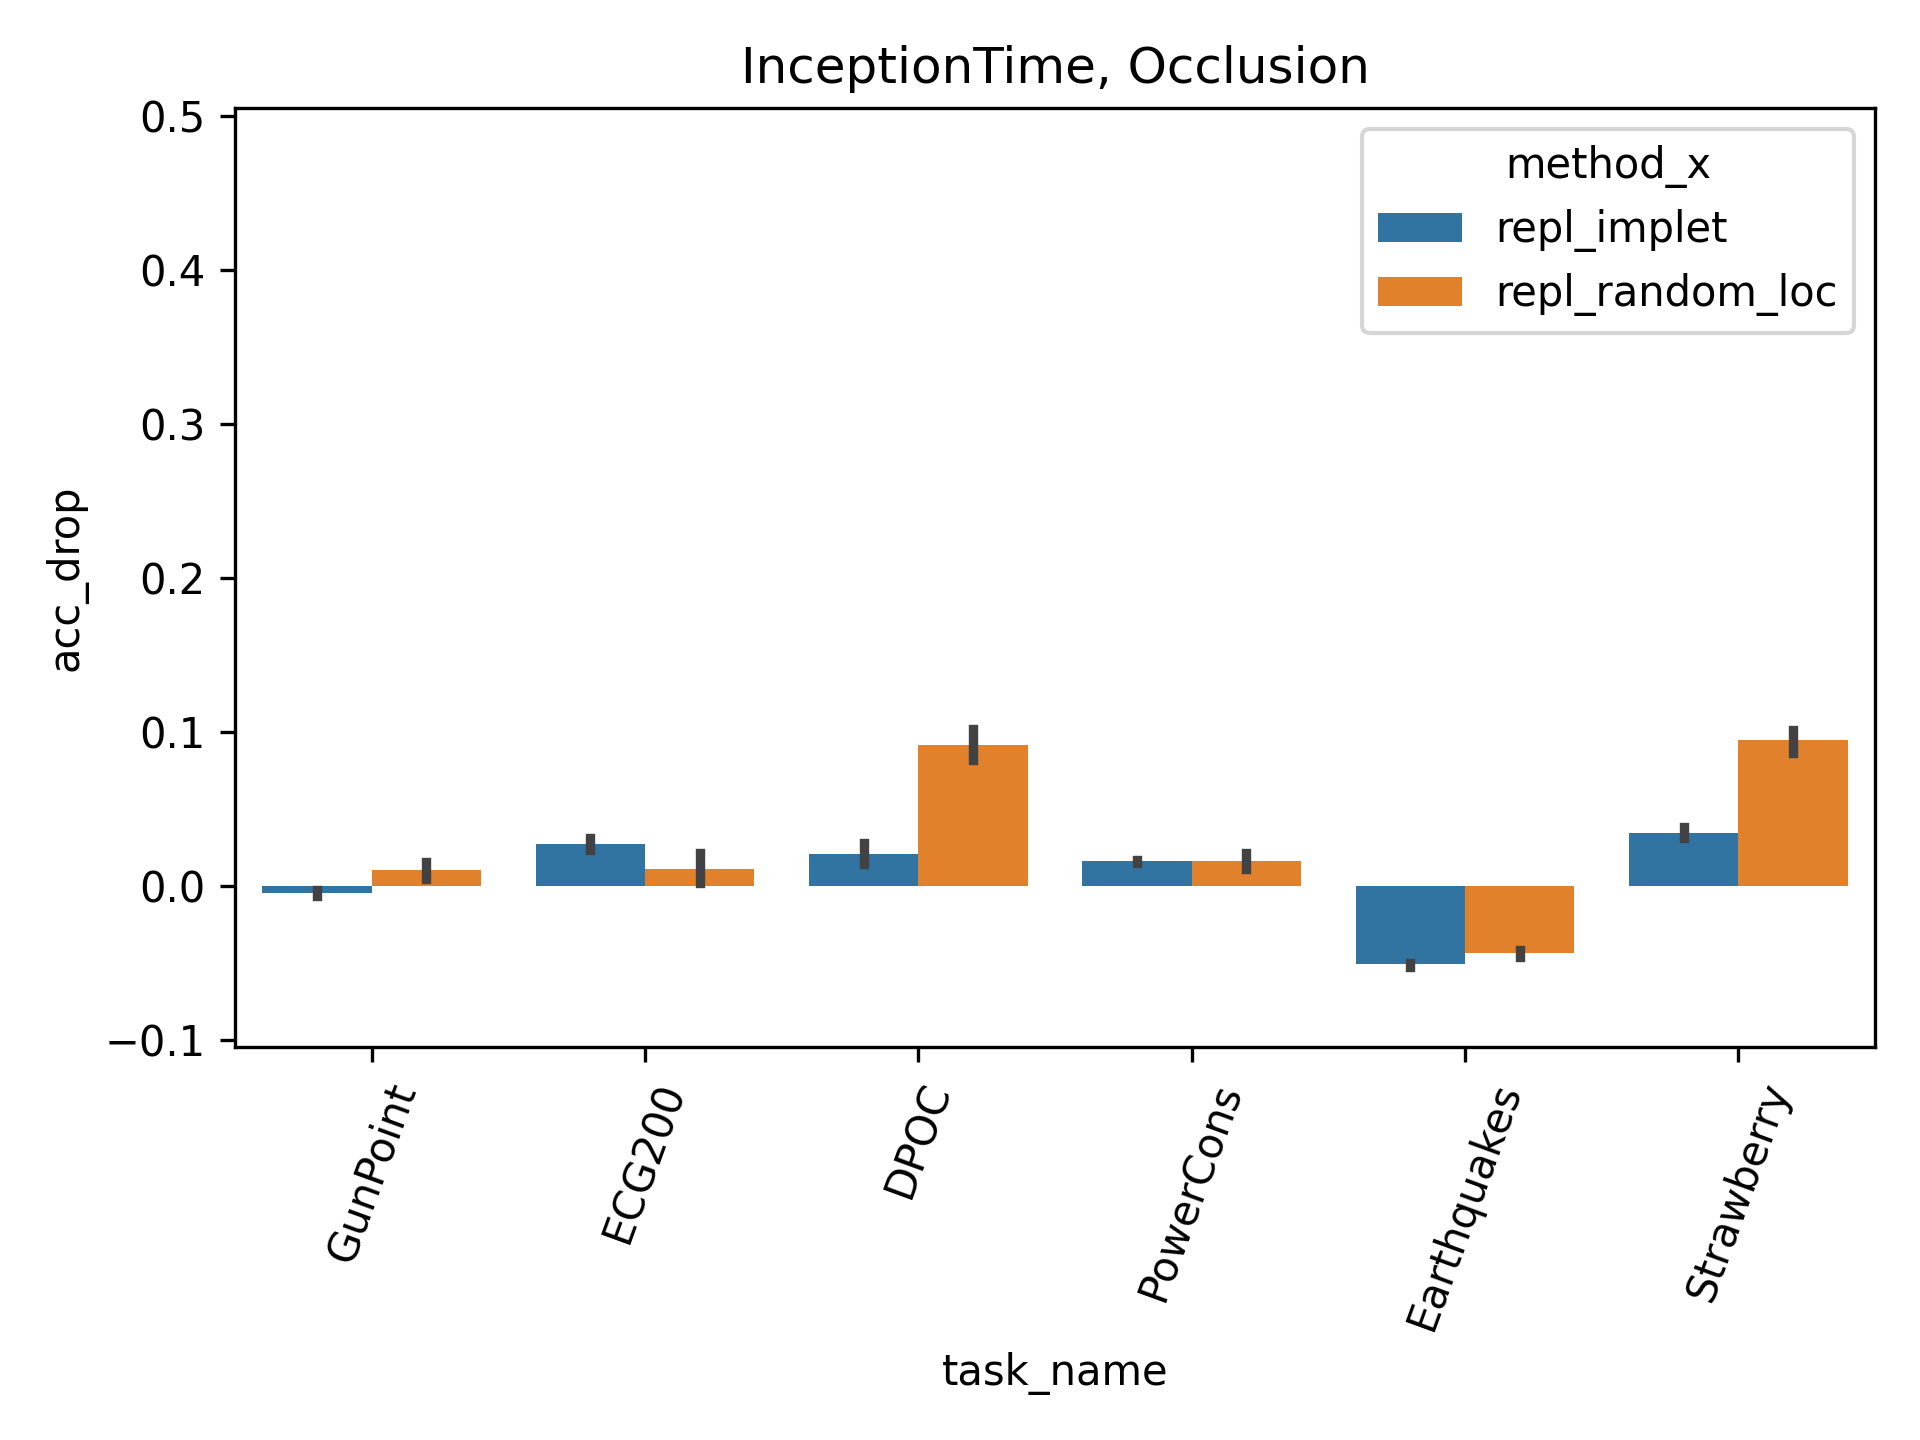 InceptionTime, Occlusion
method_x
repl_implet
repl_random_loc
acc_drop
0.5
0.4
0.3
0.2
0.1
0.0
−0.1
GunPoint
ECG200
DPOC
PowerCons
Earthquakes
Strawberry
task_name